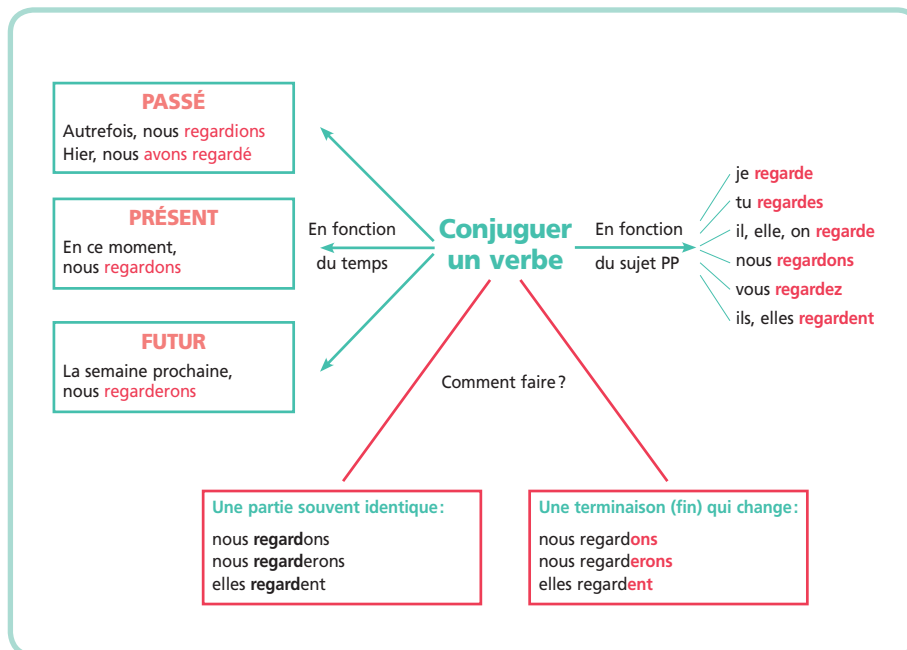 PASSÉ
Autrefois, nous regardions
Hier, nous avons regardé
PRÉSENT
En ce moment,
nous regardons
FUTUR
La semaine prochaine,
nous regarderons
En fonction
du temps
Conjuguer
un verbe
En fonction
du sujet PP
je regarde
tu regardes
il, elle, on regarde
nous regardons
vous regardez
ils, elles regardent
Comment faire ?
Une partie souvent identique :
nous regardons
nous regarderons
elles regardent
Une terminaison (fin) qui change :
nous regardons
nous regarderons
elles regardent